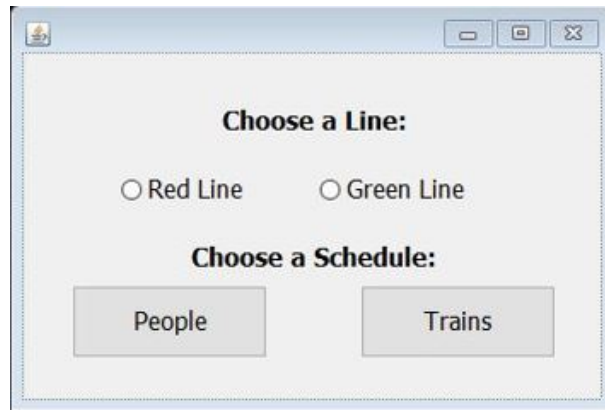 Choose a Line:
Red Line Green Line
Choose a Schedule:
People Trains